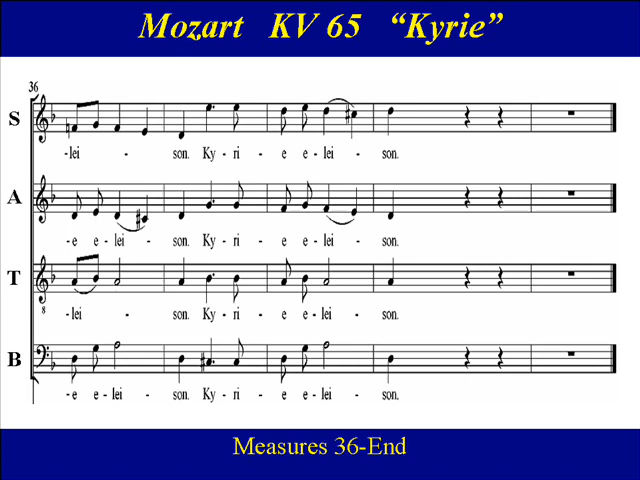 Mozart KV 65 “Kyrie”
36
S
-lei - son. Ky - ri - e e - lei - son.
A
- e e - lei - son. Ky - ri - e e - lei - son.
T
8
- lei - son. Ky - ri - e e - lei - son.
B
- e e - lei - son. Ky - ri - e e - lei - son.
Measures 36-End